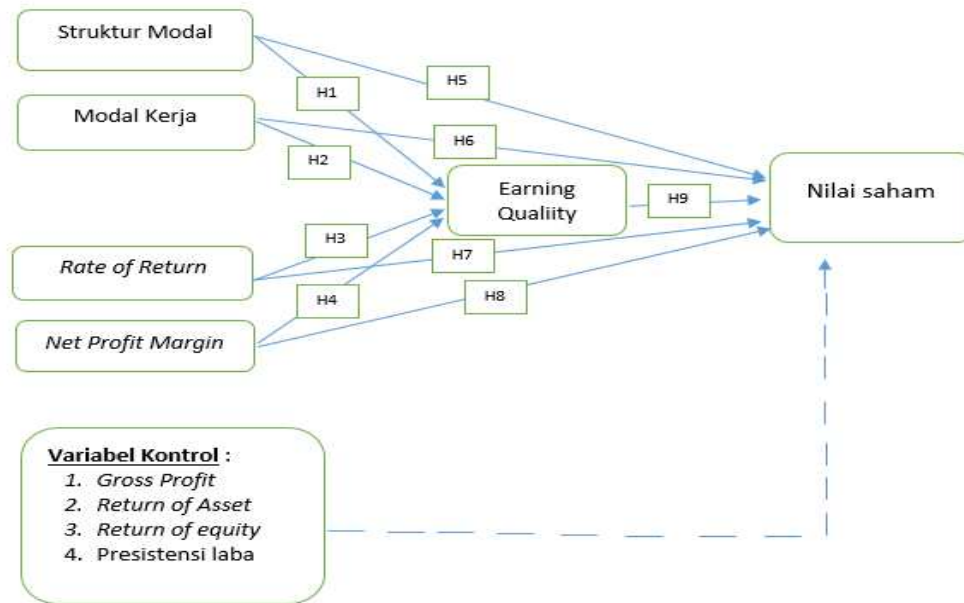 Struktur Modal
H5
H1
Modal Kerja
H6
H2
Earning
Qualiity
H9
Nilai saham
H3
Rate of Return
H7
H4
H8
Net Profit Margin
Variabel Kontrol :
1. Gross Profit
2. Return of Asset
3. Return of equity
4. Presistensi laba